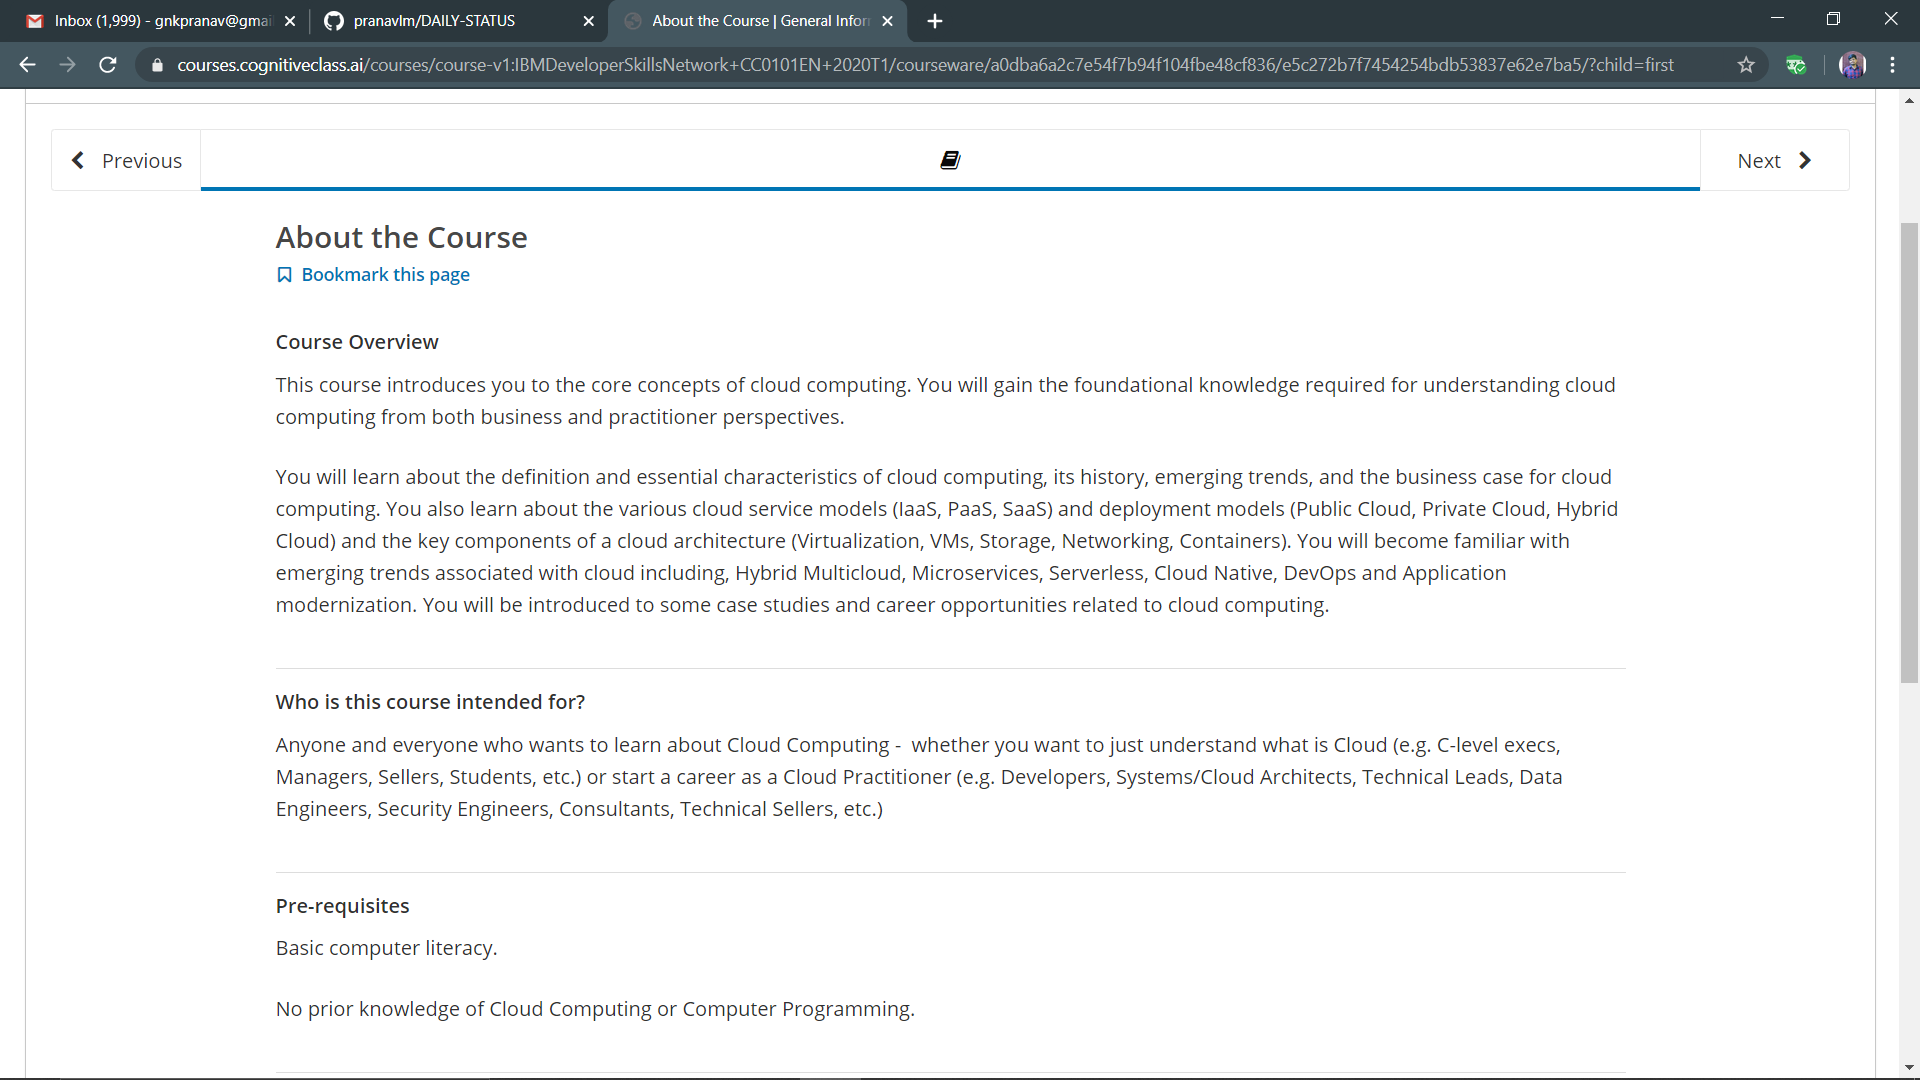 Inbox (1,999) - gnkpranav@gmai
pranavlm/DAILY-STATUS
About the Course | General Infor
courses.cognitiveclass.ai/courses/course-v1:IBMDeveloperSkillsNetwork+CC0101EN+2020T1/courseware/a0dba6a2c7e54f7b94f104fbe48cf836/e5c272b7f7454254bdb53837e62e7ba5/?child=first
Previous
Next
About the Course
Bookmark this page
Course Overview
This course introduces you to the core concepts of cloud computing. You will gain the foundational knowledge required for understanding cloud
computing from both business and practitioner perspectives.
You will learn about the definition and essential characteristics of cloud computing, its history, emerging trends, and the business case for cloud
computing. You also learn about the various cloud service models (IaaS, PaaS, SaaS) and deployment models (Public Cloud, Private Cloud, Hybrid
Cloud) and the key components of a cloud architecture (Virtualization, VMs, Storage, Networking, Containers). You will become familiar with
emerging trends associated with cloud including, Hybrid Multicloud, Microservices, Serverless, Cloud Native, DevOps and Application
modernization. You will be introduced to some case studies and career opportunities related to cloud computing.
Who is this course intended for?
Anyone and everyone who wants to learn about Cloud Computing -  whether you want to just understand what is Cloud (e.g. C-level execs,
Managers, Sellers, Students, etc.) or start a career as a Cloud Practitioner (e.g. Developers, Systems/Cloud Architects, Technical Leads, Data
Engineers, Security Engineers, Consultants, Technical Sellers, etc.)
Pre-requisites
Basic computer literacy.
No prior knowledge of Cloud Computing or Computer Programming.